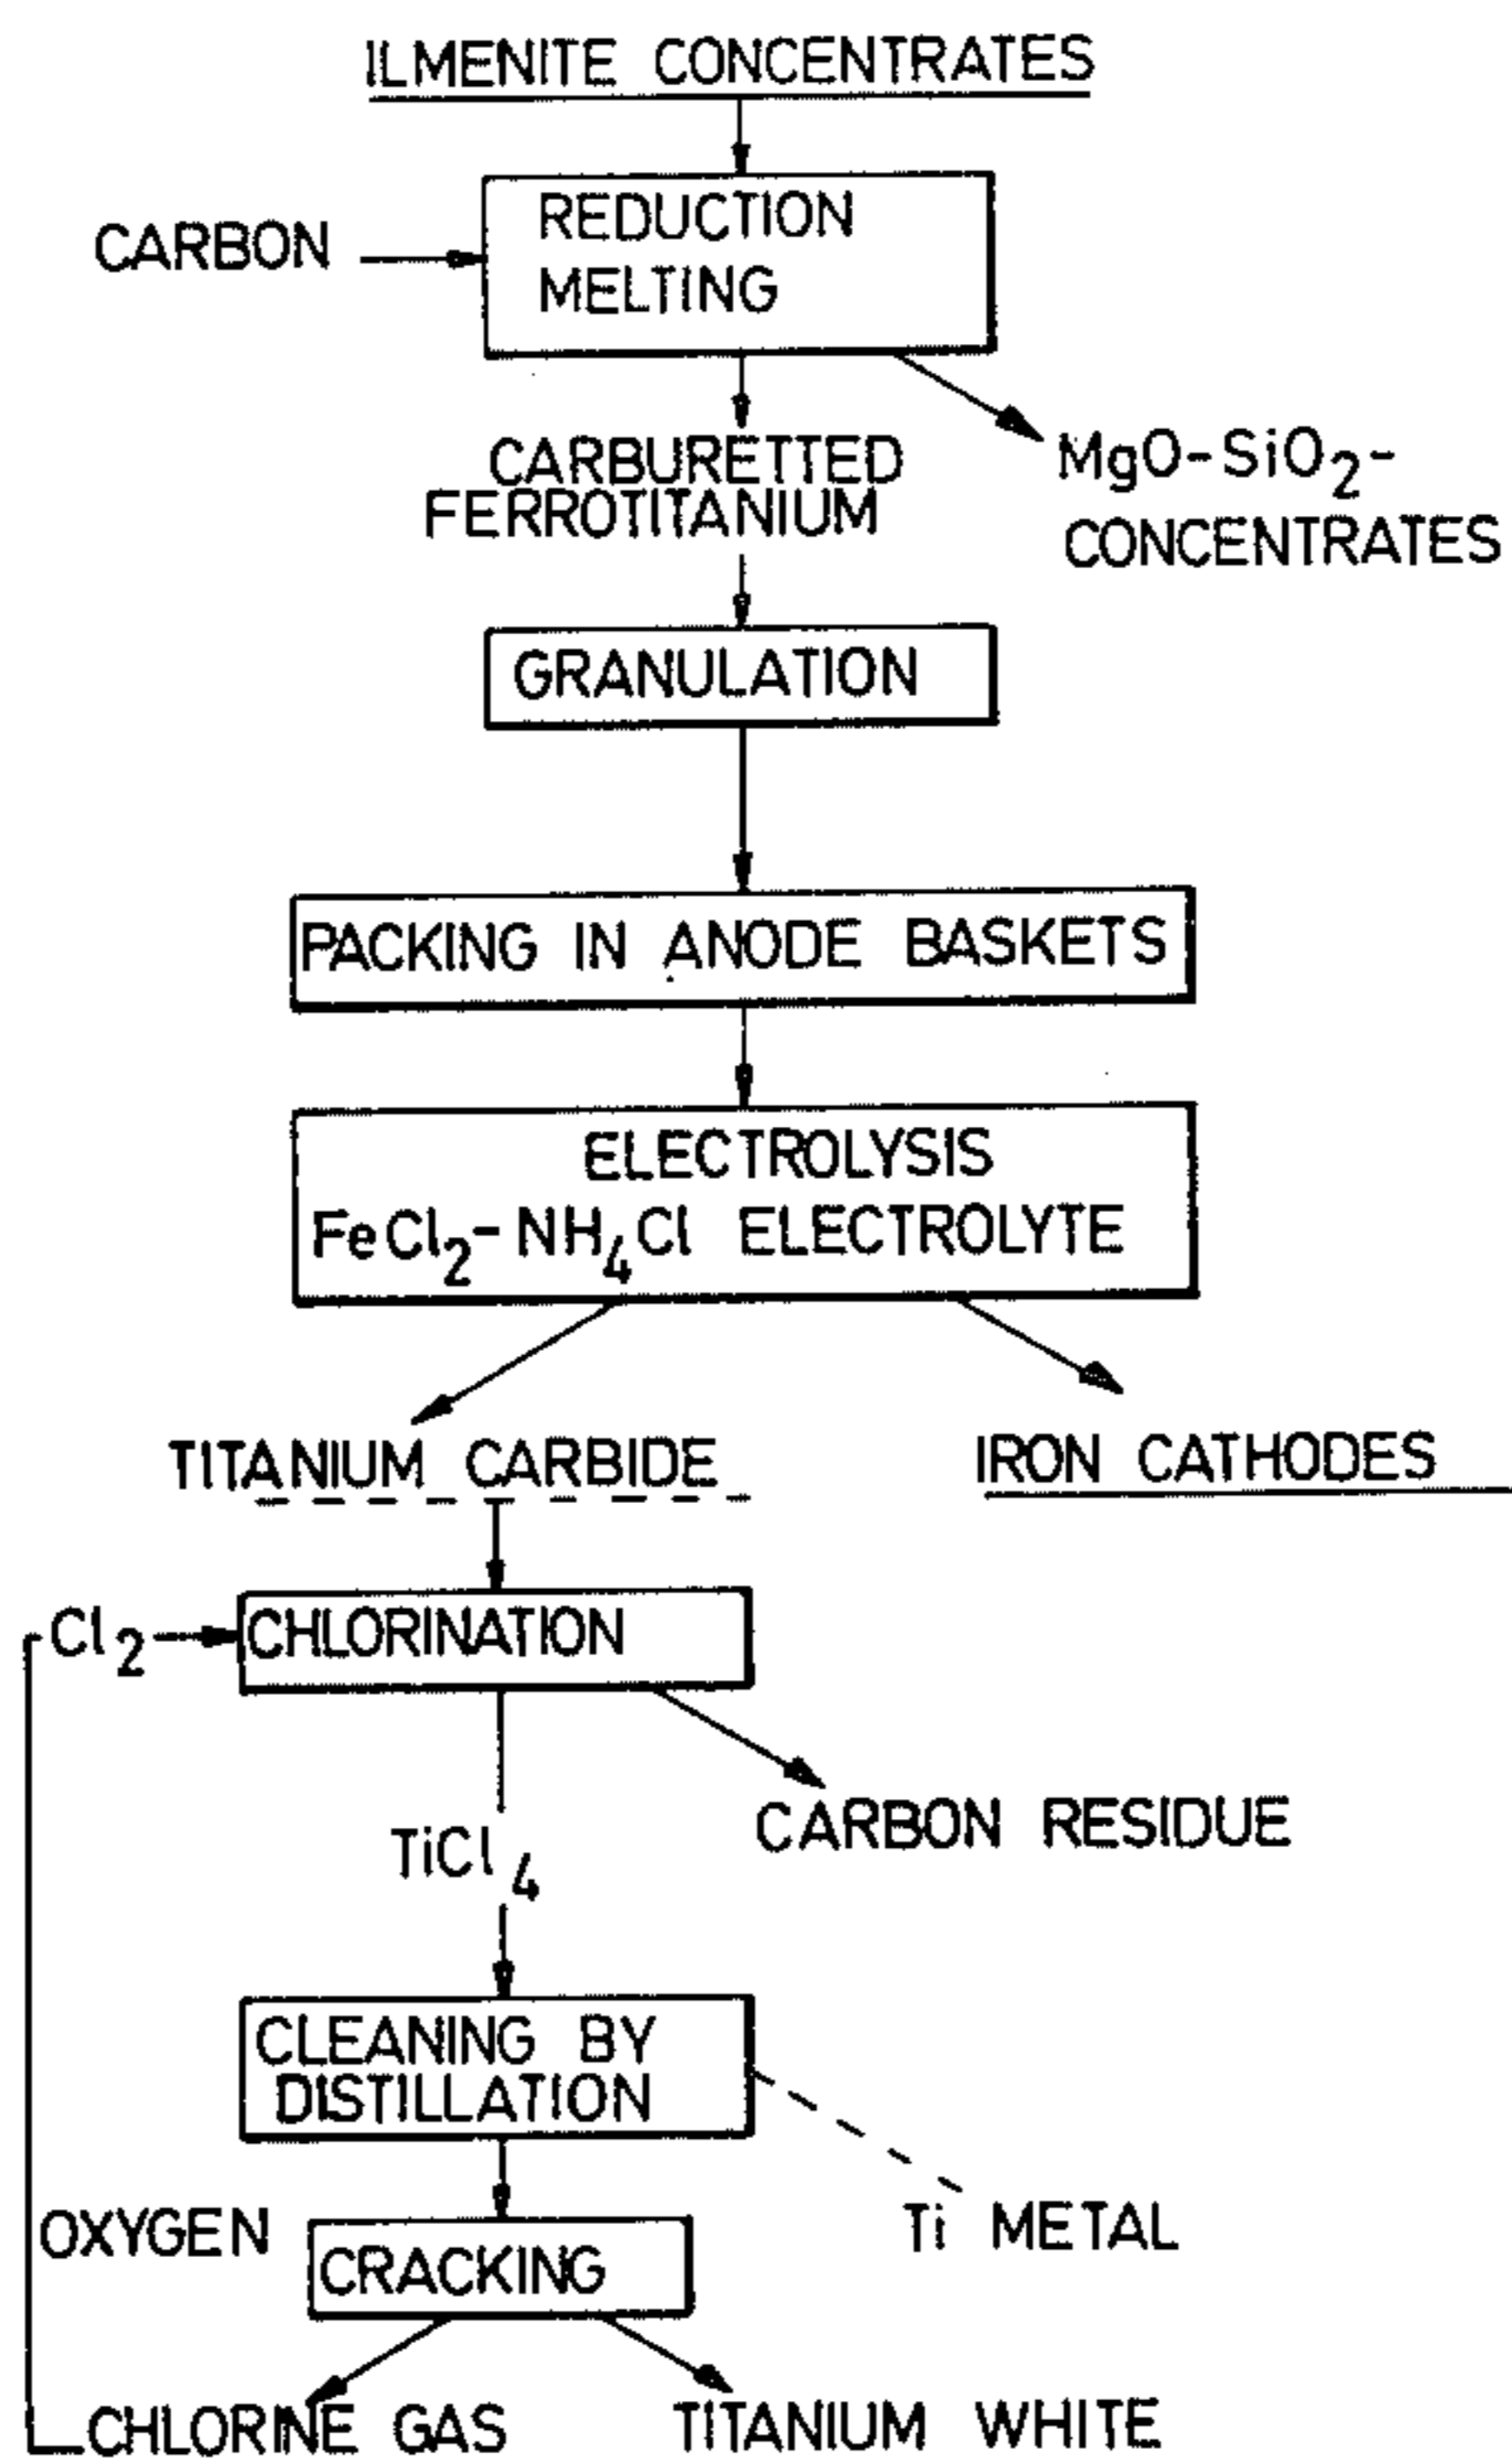 ILMENITE CONCENTRATES
CARBON
REDUCTION
MELTING
CARBURETTED
FERROTITANIUM
MgO-SiO₂-
CONCENTRATES
GRANULATION
PACKING IN ANODE BASKETS
ELECTROLYSIS
FeCl₂-NH₄Cl ELECTROLYTE
TITANIUM CARBIDE
IRON CATHODES
Cl₂
CHLORINATION
CARBON RESIDUE
TiCl₄
CLEANING BY
DISTILLATION
Ti METAL
OXYGEN
CRACKING
CHLORINE GAS
TITANIUM WHITE